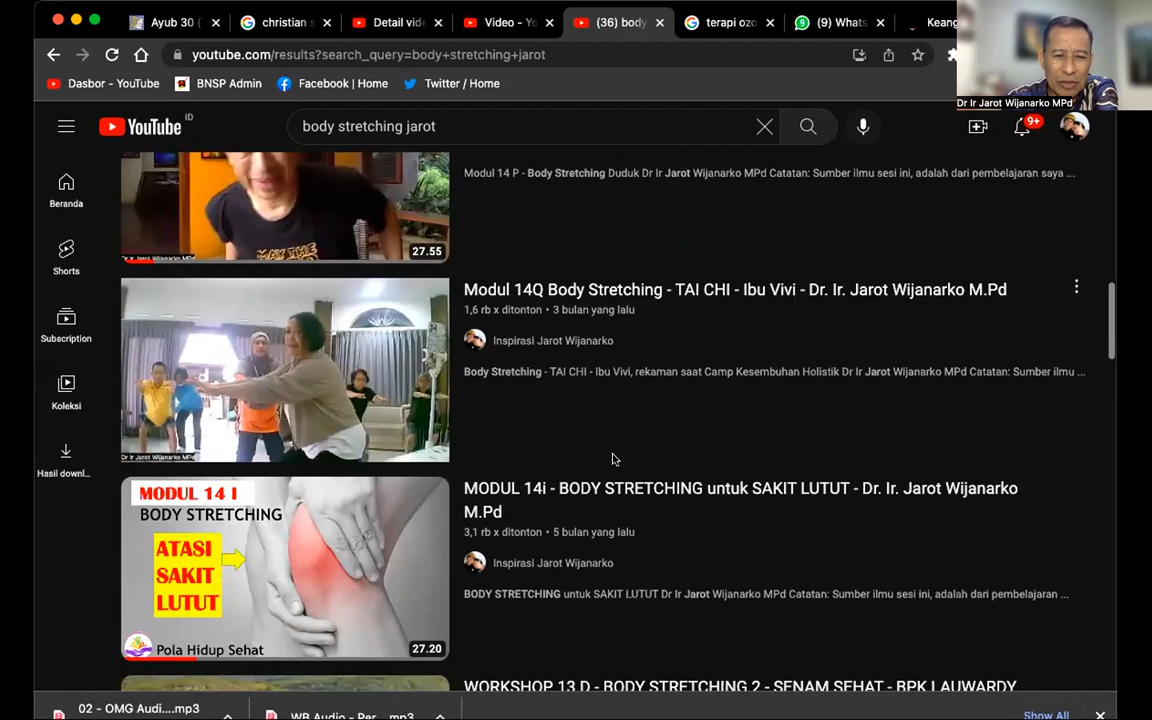 Ayub 30 (
christian s
Detail vide
Video - Yo
(36) body
terapi ozo
(9) Whats
Keang
youtube.com/results?search_query=body+stretching+jarot
Dasbor - YouTube
BNSP Admin
Facebook | Home
Twitter / Home
Dr Ir Jarot Wijanarko MPd
YouTube ID
body stretching jarot
9+
Beranda
Shorts
Subscription
Koleksi
Hasil downl...
MAY THE
27.55
Modul 14 P - Body Stretching Duduk Dr Ir Jarot Wijanarko MPd Catatan: Sumber ilmu sesi ini, adalah dari pembelajaran saya ...
Dr Ir Jarot Wijanarko MPd
Modul 14Q Body Stretching - TAI CHI - Ibu Vivi - Dr. Ir. Jarot Wijanarko M.Pd
1,6 rb x ditonton • 3 bulan yang lalu
Inspirasi Jarot Wijanarko
Body Stretching - TAI CHI - Ibu Vivi, rekaman saat Camp Kesembuhan Holistik Dr Ir Jarot Wijanarko MPd Catatan: Sumber ilmu ...
MODUL 14 I
BODY STRETCHING
ATASI
SAKIT
LUTUT
Pola Hidup Sehat
27.20
MODUL 14i - BODY STRETCHING untuk SAKIT LUTUT - Dr. Ir. Jarot Wijanarko
M.Pd
3,1 rb x ditonton • 5 bulan yang lalu
Inspirasi Jarot Wijanarko
BODY STRETCHING untuk SAKIT LUTUT Dr Ir Jarot Wijanarko MPd Catatan: Sumber ilmu sesi ini, adalah dari pembelajaran ...
WORKSHOP 13 D - BODY STRETCHING 2 - SENAM SEHAT - BPK LAUWARDY
02 - OMG Audi....mp3
WB Audio - Per....mp3
Show All